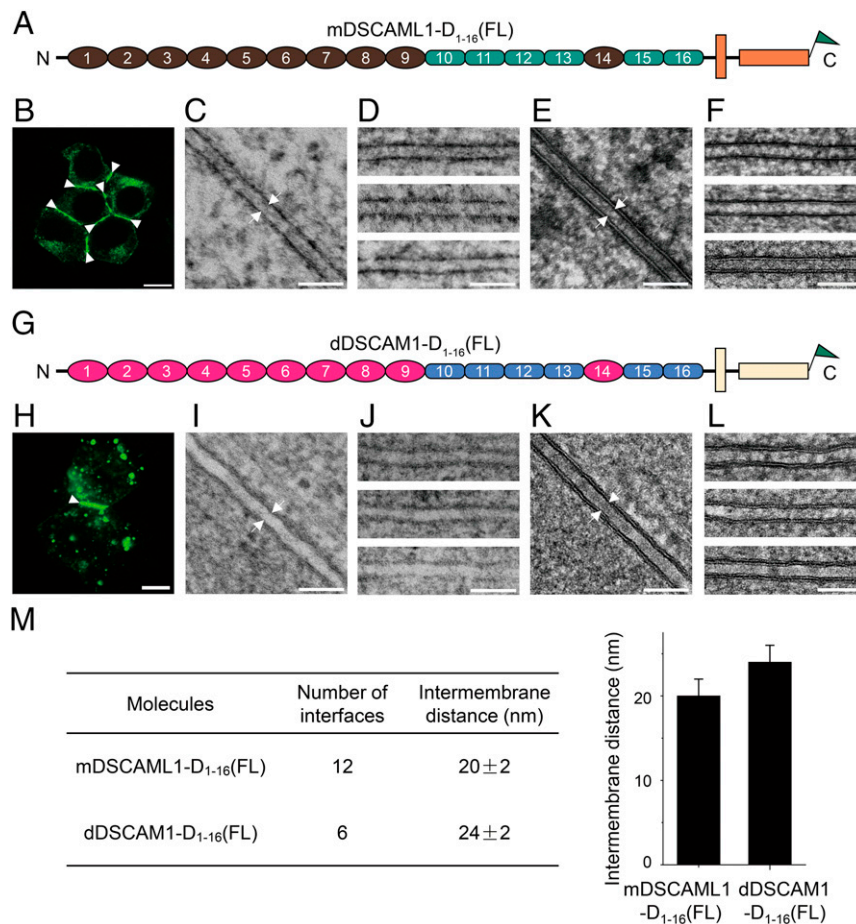 A
mDSCAML1-D1-16(FL)
N 1 2 3 4 5 6 7 8 9 10 11 12 13 14 15 16 C
B C D E F
G
dDSCAM1-D1-16(FL)
N 1 2 3 4 5 6 7 8 9 10 11 12 13 14 15 16 C
H I J K L
M
Molecules Number of interfaces Intermembrane distance (nm)
mDSCAML1-D1-16(FL) 12 20±2
dDSCAM1-D1-16(FL) 6 24±2
Intermembrane distance (nm)
20
10
0
mDSCAML1 dDSCAM1
-D1-16(FL) -D1-16(FL)